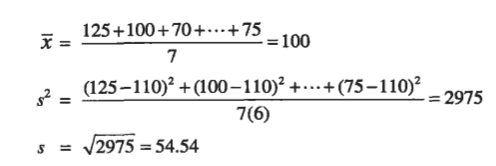 x̄ = (125+100+70+⋯+75)/7 = 100
s² = ((125−110)² + (100−110)² + ⋯ + (75−110)²)/7(6) = 2975
s = √2975 = 54.54